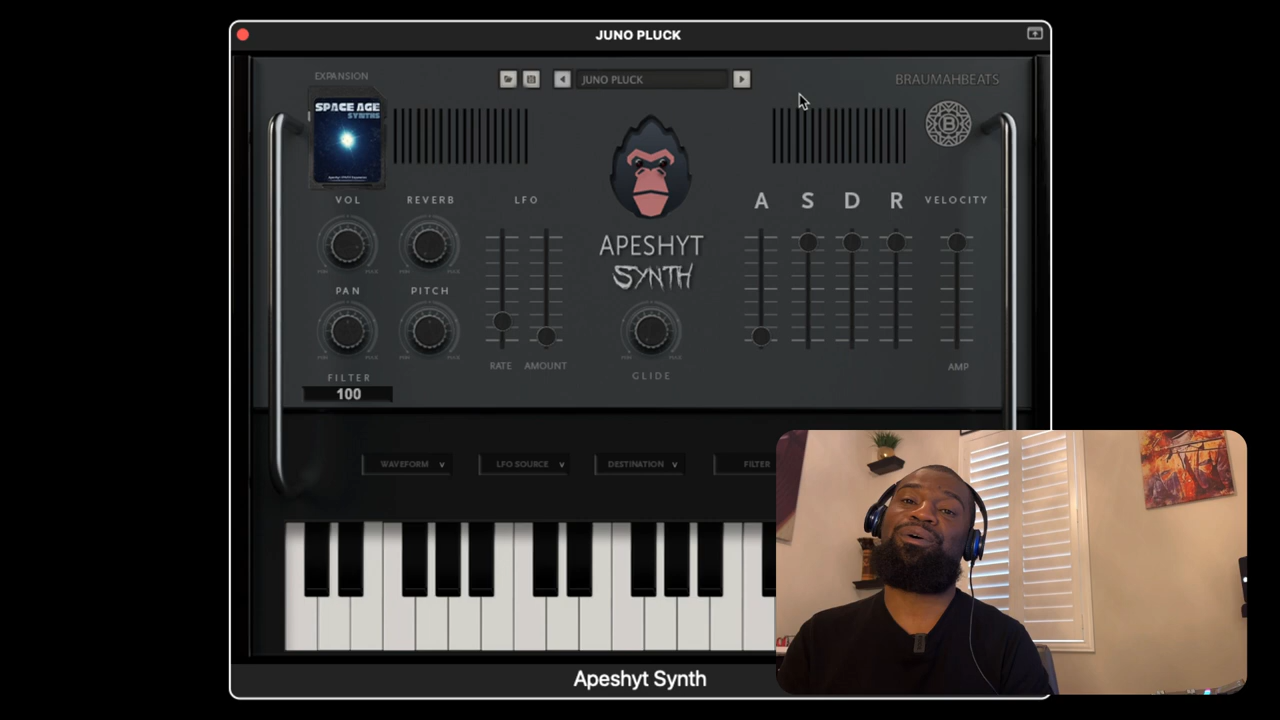 JUNO PLUCK
EXPANSION
JUNO PLUCK
BRAUMAHBEATS
SPACE AGE
SYNTHS
B
VOL
REVERB
LFO
A S D R
VELOCITY
APESHYT
SYNTH
PAN
PITCH
RATE
AMOUNT
GLIDE
AMP
FILTER
100
WAVEFORM
LFO SOURCE
DESTINATION
FILTER
Apeshyt Synth